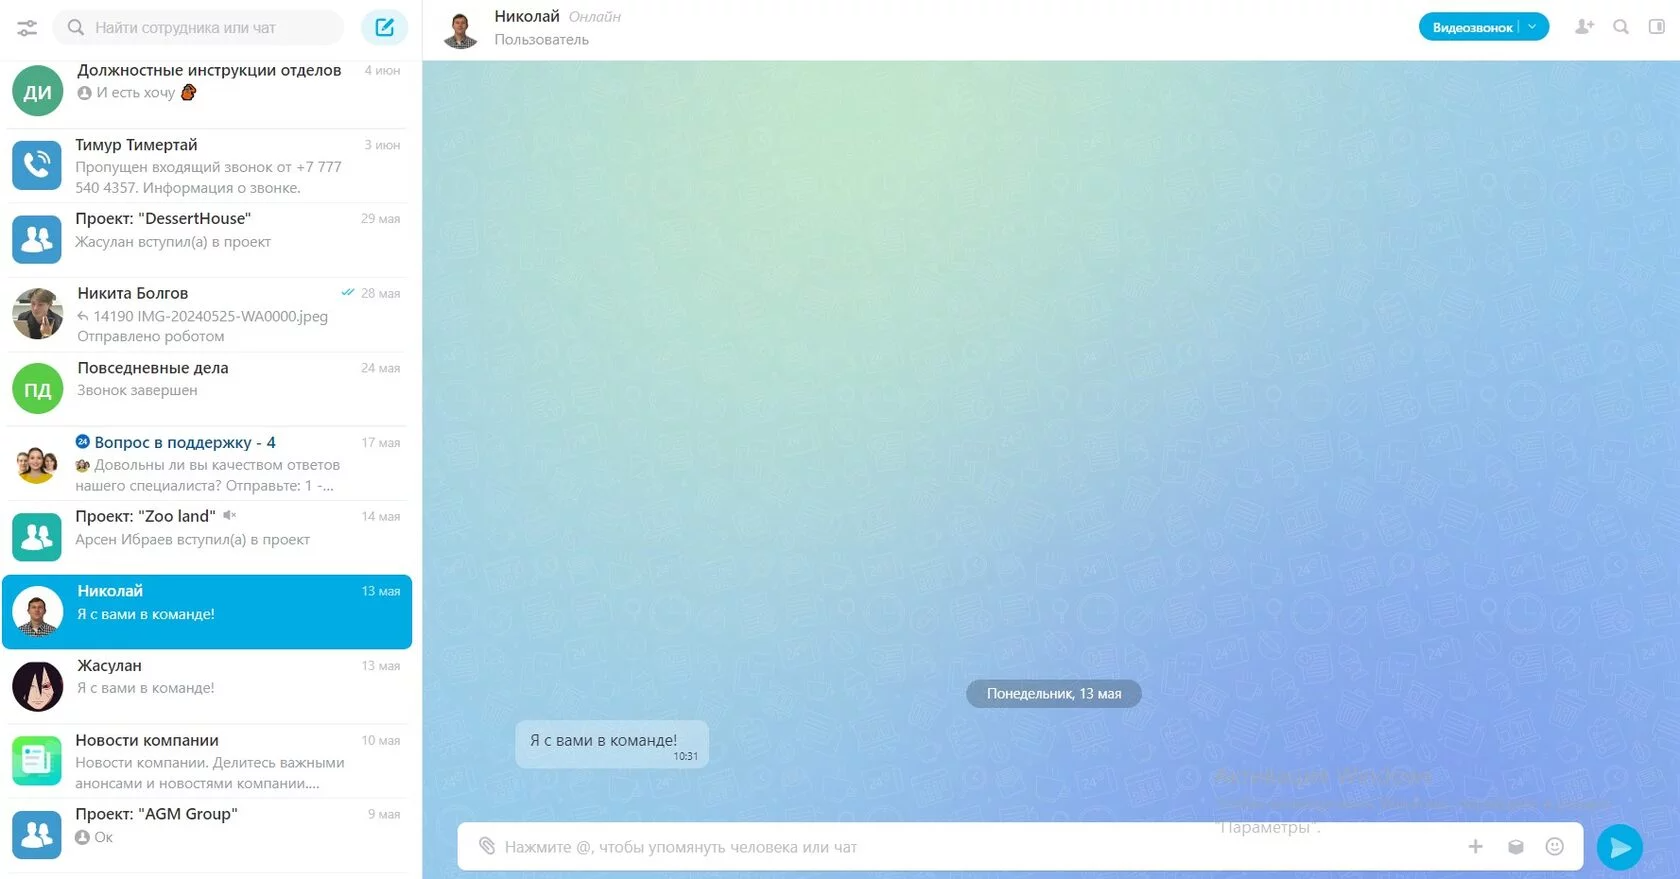 Найти сотрудника или чат
ДИ
Должностные инструкции отделов
4 июн
И есть хочу
Тимур Тимертай
3 июн
Пропущен входящий звонок от +7 777
540 4357. Информация о звонке.
Проект: "DessertHouse"
29 мая
Жасулан вступил(а) в проект
Никита Болгов
28 мая
14190 IMG-20240525-WA0000.jpeg
Отправлено роботом
ПД
Повседневные дела
24 мая
Звонок завершен
24 Вопрос в поддержку - 4
17 мая
Довольны ли вы качеством ответов
нашего специалиста? Отправьте: 1 -...
Проект: "Zoo land"
14 мая
Арсен Ибраев вступил(а) в проект
Николай
13 мая
Я с вами в команде!
Жасулан
13 мая
Я с вами в команде!
Новости компании
10 мая
Новости компании. Делитесь важными
анонсами и новостями компании....
Проект: "AGM Group"
9 мая
Ок
Николай Онлайн
Пользователь
Видеозвонок
Понедельник, 13 мая
Я с вами в команде!
10:31
Активация Windows
"Параметры".
Нажмите @, чтобы упомянуть человека или чат